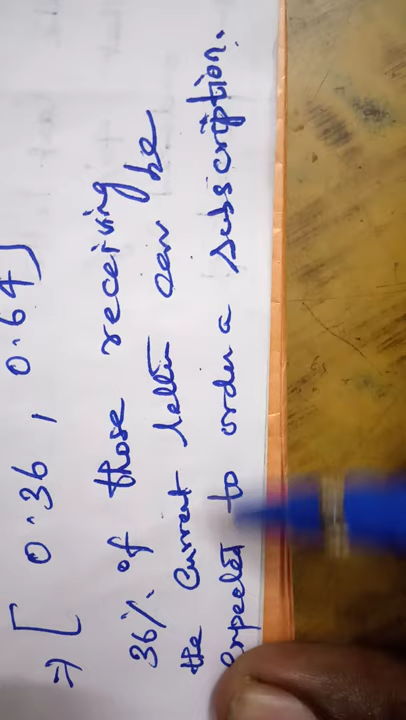 ⇒ [ 0.36 , 0.64 ]
36% of those receiving
the current letter can be
expected to order a subscription.